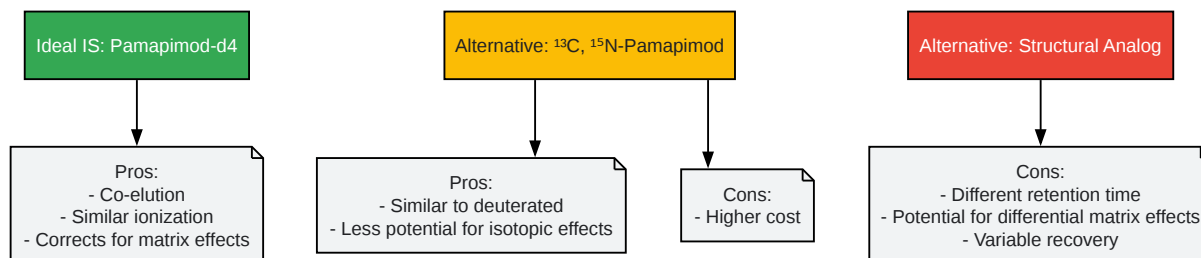 Ideal IS: Pamapimod-d4
Alternative: ¹³C, ¹⁵N-Pamapimod
Alternative: Structural Analog
Pros:
- Co-elution
- Similar ionization
- Corrects for matrix effects
Pros:
- Similar to deuterated
- Less potential for isotopic effects
Cons:
- Higher cost
Cons:
- Different retention time
- Potential for differential matrix effects
- Variable recovery